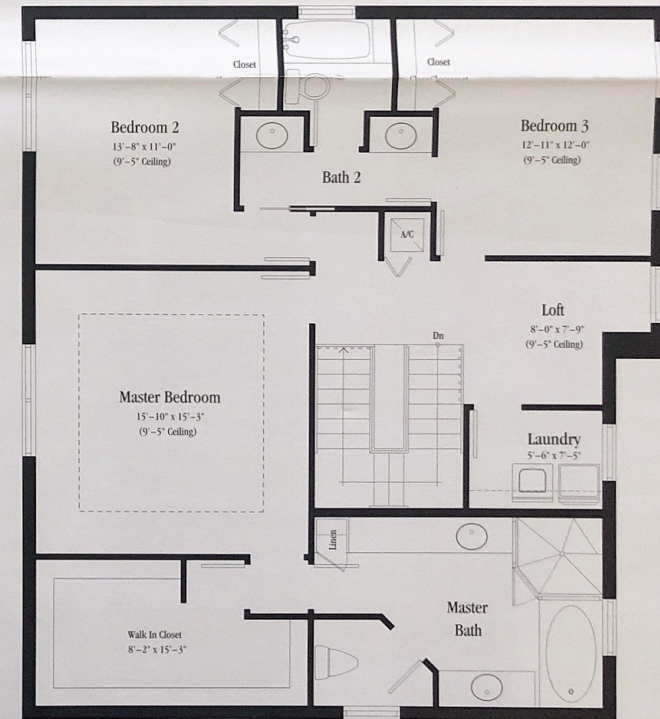 Closet
Closet
Bedroom 2
13'-8" x 11'-0"
(9'-5" Ceiling)
Bedroom 3
12'-11" x 12'-0"
(9'-5" Ceiling)
Bath 2
A/C
Loft
8'-0" x 7'-9"
(9'-5" Ceiling)
Dn
Master Bedroom
15'-10" x 15'-3"
(9'-5" Ceiling)
Laundry
5'-6" x 7'-5"
Linen
Master
Bath
Walk In Closet
8'-2" x 15'-3"